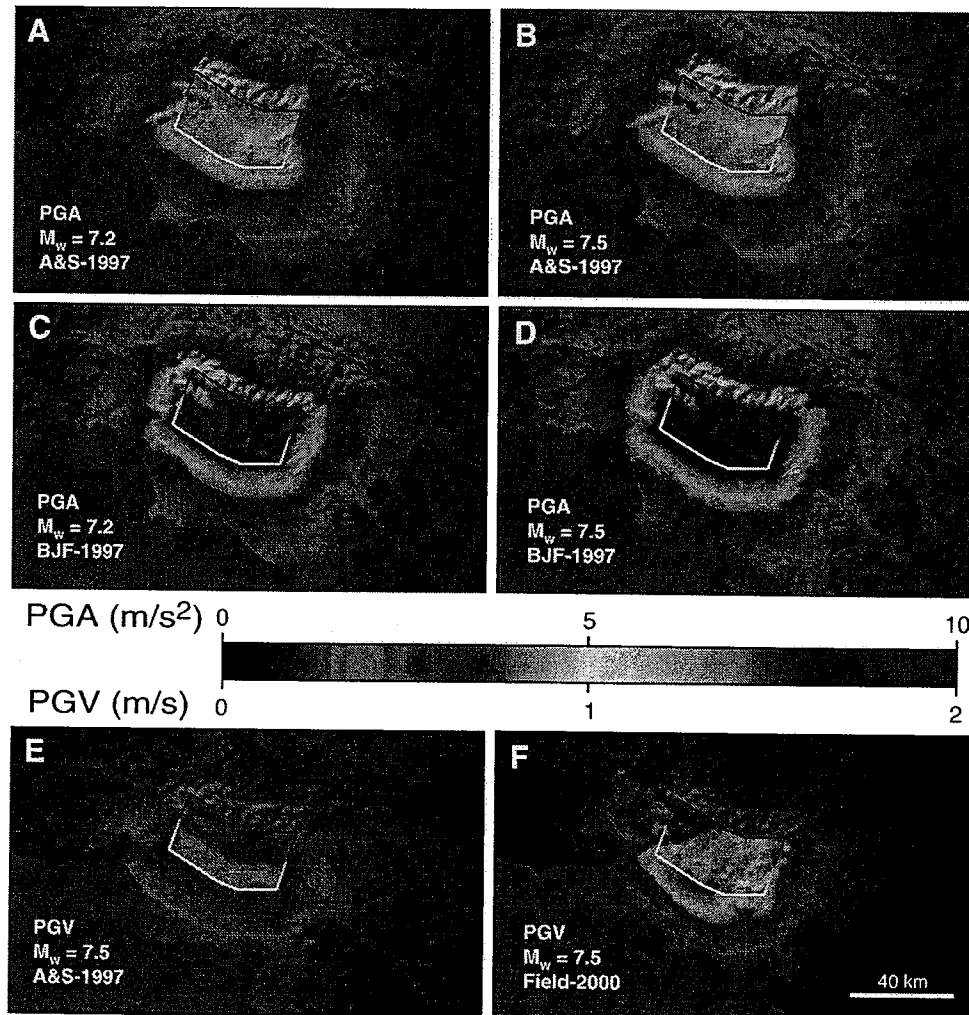 A
PGA
Mw = 7.2
A&S-1997
B
PGA
Mw = 7.5
A&S-1997
C
PGA
Mw = 7.2
BJF-1997
D
PGA
Mw = 7.5
BJF-1997
PGA (m/s2) 0 5 10
PGV (m/s) 0 1 2
E
PGV
Mw = 7.5
A&S-1997
F
PGV
Mw = 7.5
Field-2000
40 km